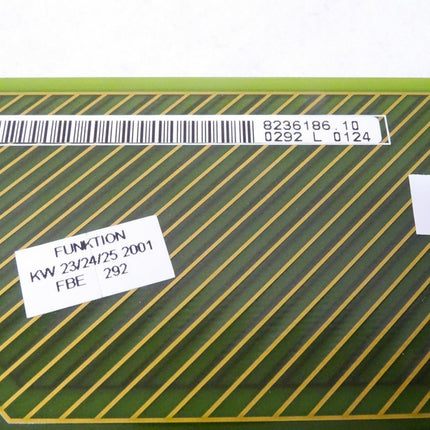 8236186.10
0292 L 0124
FUNKTION
KW 23/24/25 2001
FBE 292